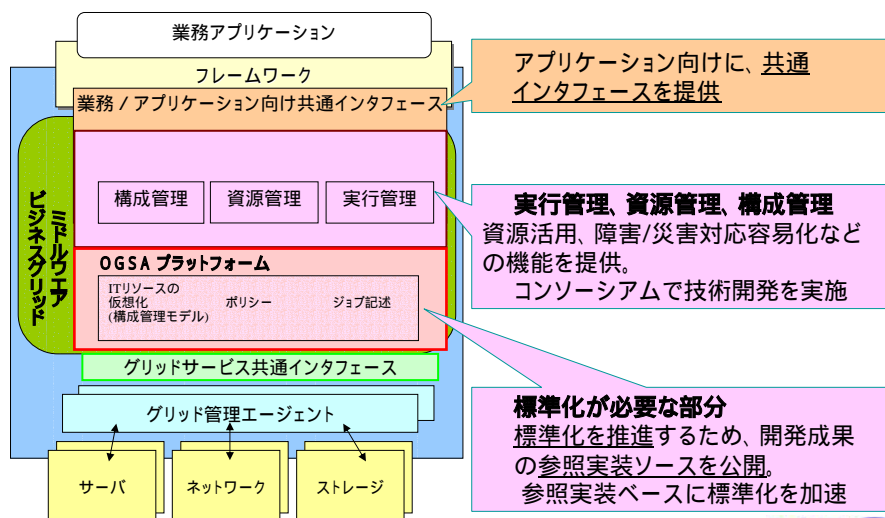 業務アプリケーション
フレームワーク
業務/アプリケーション向け共通インタフェース
ビジネスグリッド
ミドルウェア
構成管理
資源管理
実行管理
OGSA プラットフォーム
ITリソースの
仮想化
(構成管理モデル)
ポリシー
ジョブ記述
グリッドサービス共通インタフェース
グリッド管理エージェント
サーバ
ネットワーク
ストレージ
アプリケーション向けに、共通
インタフェースを提供
実行管理、資源管理、構成管理
資源活用、障害/災害対応容易化など
の機能を提供。
コンソーシアムで技術開発を実施
標準化が必要な部分
標準化を推進するため、開発成果
の参照実装ソースを公開。
参照実装ベースに標準化を加速